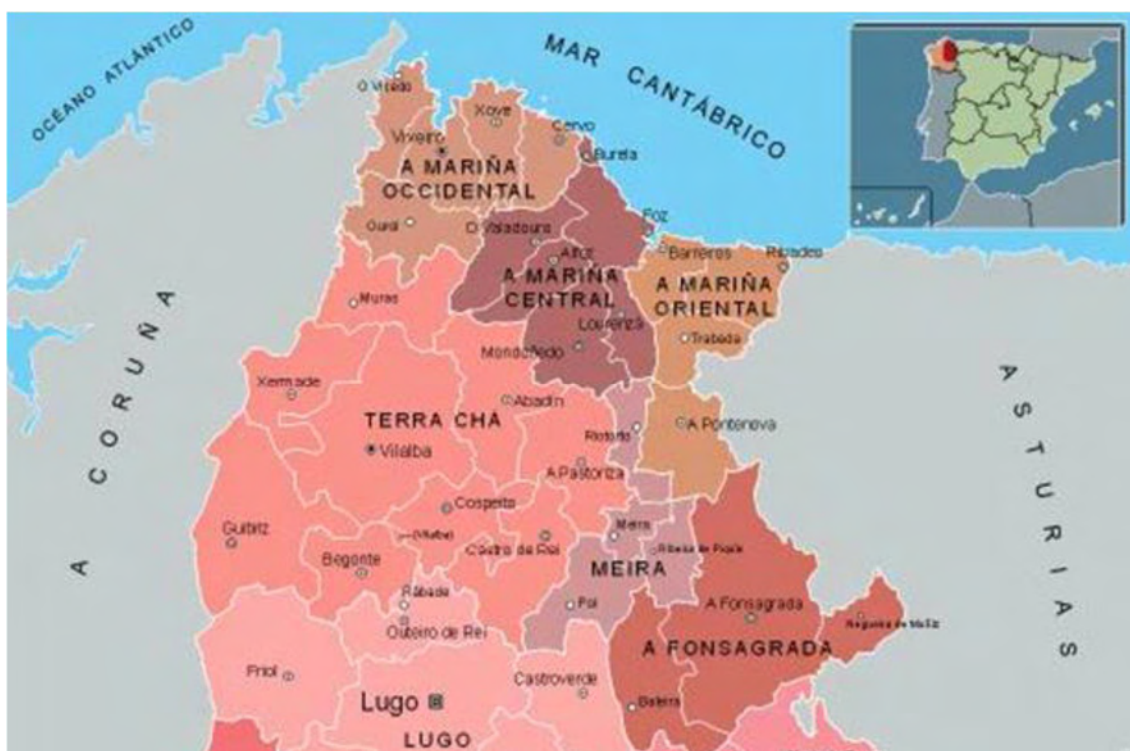 OCÉANO ATLÁNTICO
MAR CANTÁBRICO
O Vicedo
Xove
Viveiro
Cervo
Burela
A MARIÑA
OCCIDENTAL
Ourol
O Valadouro
Foz
Alfoz
Barreiros
Ribadeo
A MARIÑA
CENTRAL
A MARIÑA
ORIENTAL
Muras
Lourenzá
Trabada
Mondoñedo
Xermade
Abadín
TERRA CHÁ
Riotorto
A Pontenova
Vilalba
A Pastoriza
Cospeito
Guitiriz
(Vilalba)
Castro de Rei
Meira
Ribeira de Piquín
Begonte
MEIRA
Rábade
Pol
A Fonsagrada
Outeiro de Rei
Negueira de Muñiz
A FONSAGRADA
Friol
Castroverde
Baleira
Lugo
LUGO
A CORUÑA
ASTURIAS